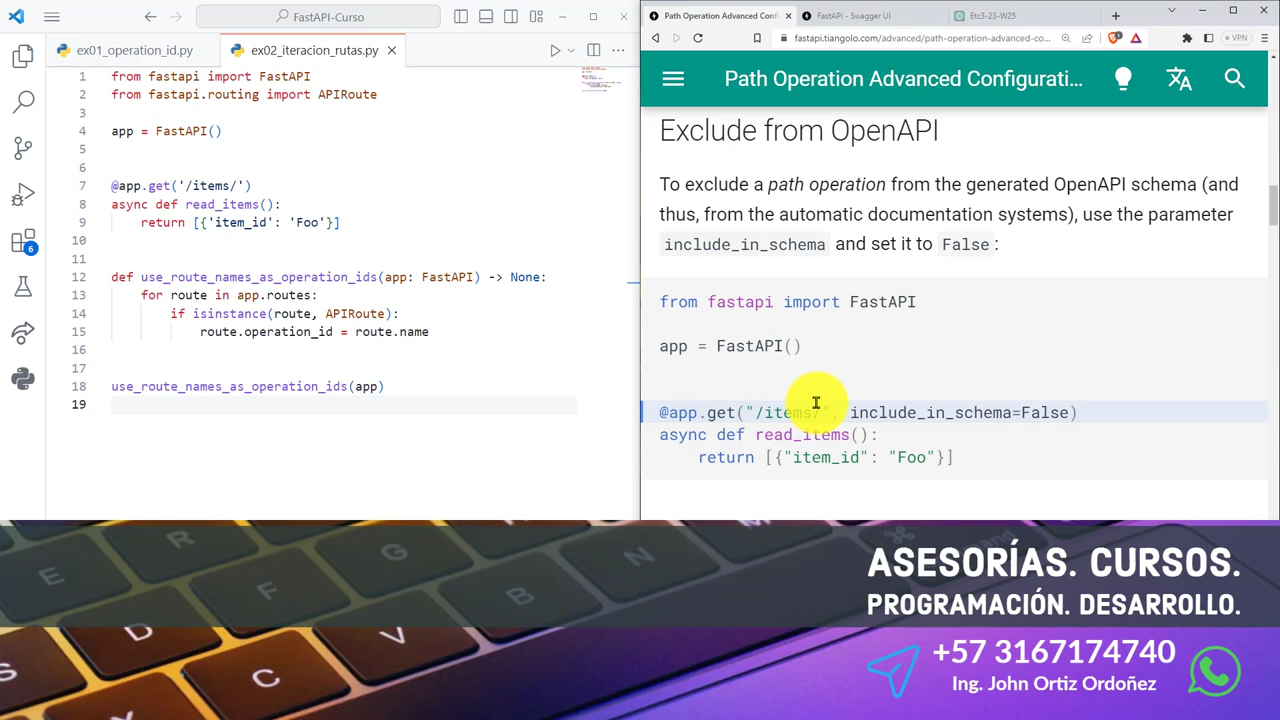 FastAPI-Curso
ex01_operation_id.py
ex02_iteracion_rutas.py
1 from fastapi import FastAPI
2 from fastapi.routing import APIRoute
3
4 app = FastAPI()
5
6
7 @app.get('/items/')
8 async def read_items():
9 return [{'item_id': 'Foo'}]
10
11
12 def use_route_names_as_operation_ids(app: FastAPI) -> None:
13 for route in app.routes:
14 if isinstance(route, APIRoute):
15 route.operation_id = route.name
16
17
18 use_route_names_as_operation_ids(app)
19
6
Path Operation Advanced Confi
FastAPI - Swagger UI
Etc3-23-W25
fastapi.tiangolo.com/advanced/path-operation-advanced-co...
VPN
Path Operation Advanced Configurati...
Exclude from OpenAPI
To exclude a path operation from the generated OpenAPI schema (and
thus, from the automatic documentation systems), use the parameter
include_in_schema and set it to False :
from fastapi import FastAPI
app = FastAPI()
@app.get("/items/", include_in_schema=False)
async def read_items():
return [{"item_id": "Foo"}]
ASESORÍAS. CURSOS.
PROGRAMACIÓN. DESARROLLO.
+57 3167174740
Ing. John Ortiz Ordoñez
E
R
G
N
D
F
V
B
C